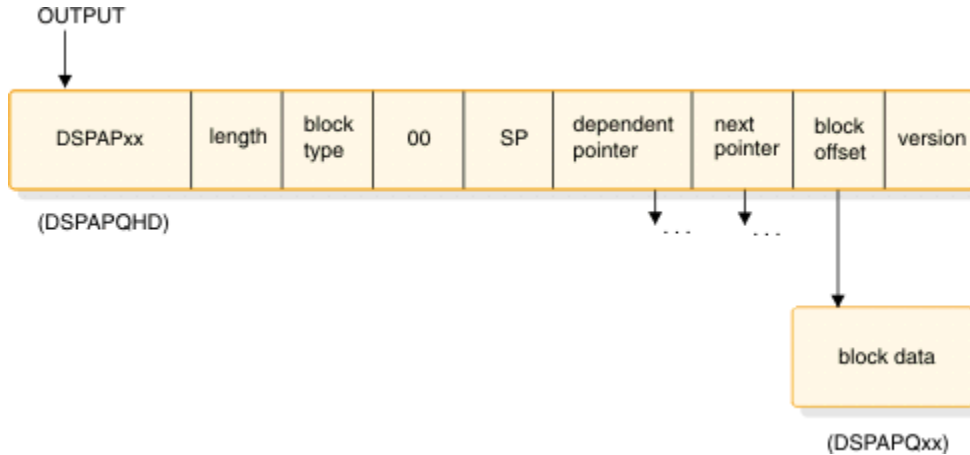 OUTPUT
DSPAPxx
length
block
type
00
SP
dependent
pointer
next
pointer
block
offset
version
(DSPAPQHD)
. . .
. . .
block data
(DSPAPQxx)